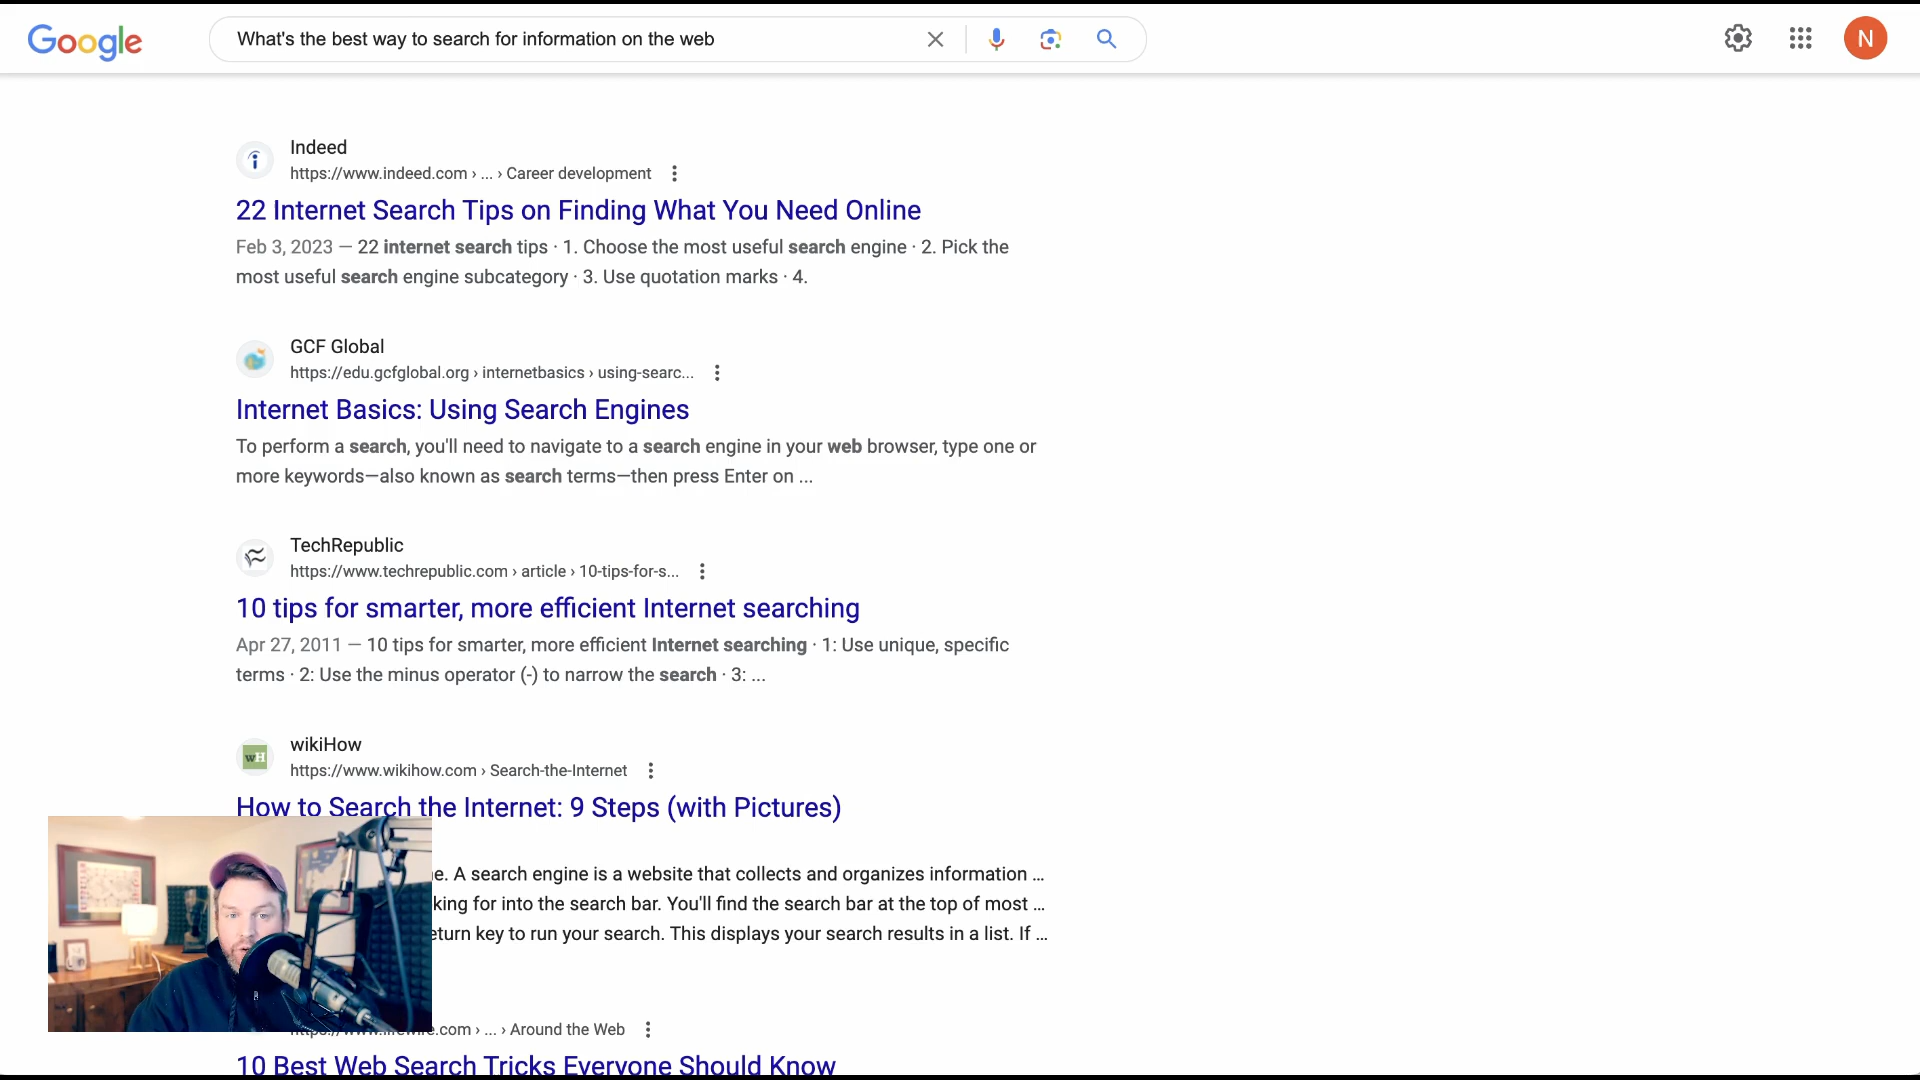 Google
What's the best way to search for information on the web
N
Indeed
https://www.indeed.com › ... › Career development
22 Internet Search Tips on Finding What You Need Online
Feb 3, 2023 — 22 internet search tips · 1. Choose the most useful search engine · 2. Pick the
most useful search engine subcategory · 3. Use quotation marks · 4.
GCF Global
https://edu.gcfglobal.org › internetbasics › using-searc...
Internet Basics: Using Search Engines
To perform a search, you'll need to navigate to a search engine in your web browser, type one or
more keywords—also known as search terms—then press Enter on ...
TechRepublic
https://www.techrepublic.com › article › 10-tips-for-s...
10 tips for smarter, more efficient Internet searching
Apr 27, 2011 — 10 tips for smarter, more efficient Internet searching · 1: Use unique, specific
terms · 2: Use the minus operator (-) to narrow the search · 3: ...
wH
wikiHow
https://www.wikihow.com › Search-the-Internet
How to Search the Internet: 9 Steps (with Pictures)
e. A search engine is a website that collects and organizes information ...
king for into the search bar. You'll find the search bar at the top of most ...
eturn key to run your search. This displays your search results in a list. If ...
.com › ... › Around the Web
10 Best Web Search Tricks Everyone Should Know